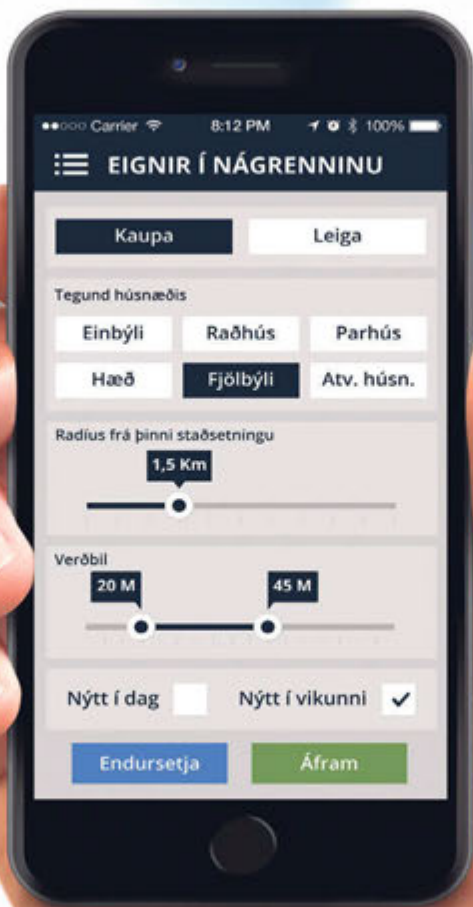 Carrier 8:12 PM 100%
EIGNIR Í NÁGRENNINU
Kaupa Leiga
Tegund húsnæðis
Einbýli Raðhús Parhús
Hæð Fjölbýli Atv. húsn.
Radíus frá þinni staðsetningu
1,5 Km
Verðbil
20 M 45 M
Nýtt í dag Nýtt í vikunni
Endursetja Áfram